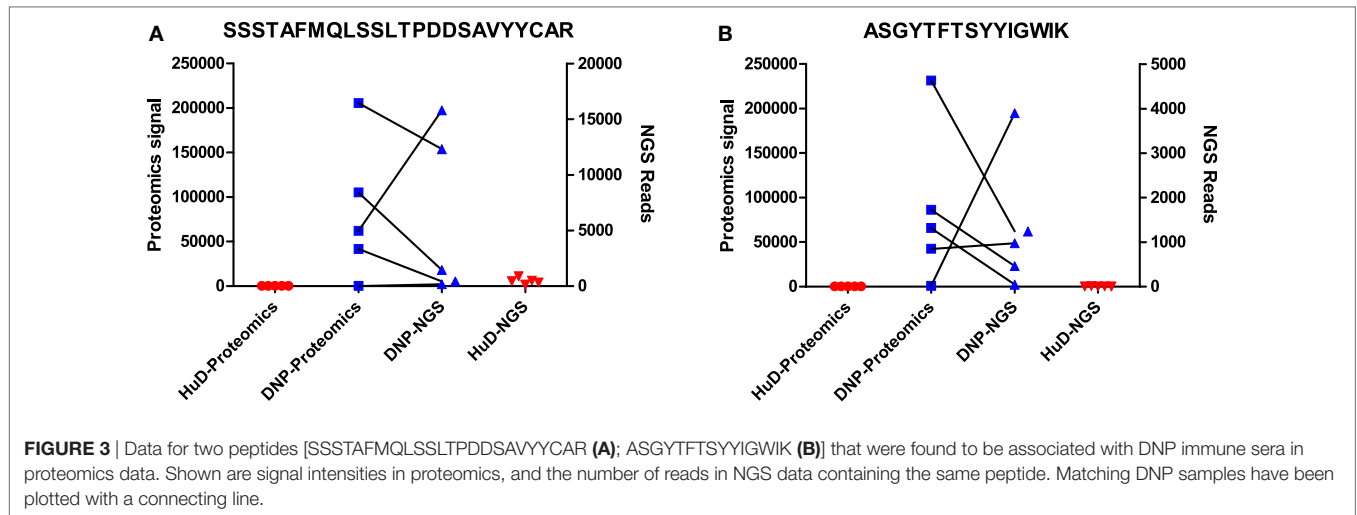 A SSSTAFMQLSSLTPDDSAVYYCAR
Proteomics signal
250000
200000
150000
100000
50000
0
20000
15000
10000
5000
0
NGS Reads
HuD-Proteomics
DNP-Proteomics
DNP-NGS
HuD-NGS
B ASGYTFTSYYIGWIK
Proteomics signal
250000
200000
150000
100000
50000
0
5000
4000
3000
2000
1000
0
NGS Reads
HuD-Proteomics
DNP-Proteomics
DNP-NGS
HuD-NGS
FIGURE 3 | Data for two peptides [SSSTAFMQLSSLTPDDSAVYYCAR (A); ASGYTFTSYYIGWIK (B)] that were found to be associated with DNP immune sera in
proteomics data. Shown are signal intensities in proteomics, and the number of reads in NGS data containing the same peptide. Matching DNP samples have been
plotted with a connecting line.